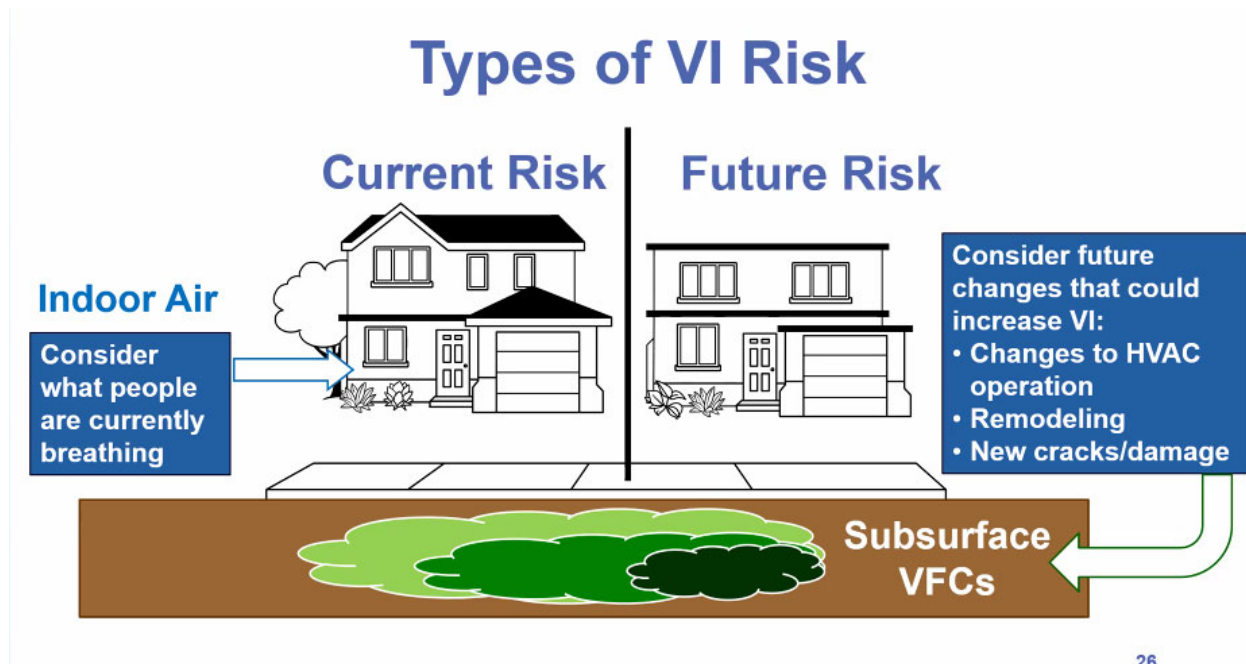 Types of VI Risk
Current Risk
Future Risk
Indoor Air
Consider
what people
are currently
breathing
Consider future
changes that could
increase VI:
• Changes to HVAC
operation
• Remodeling
• New cracks/damage
Subsurface
VFCs
26